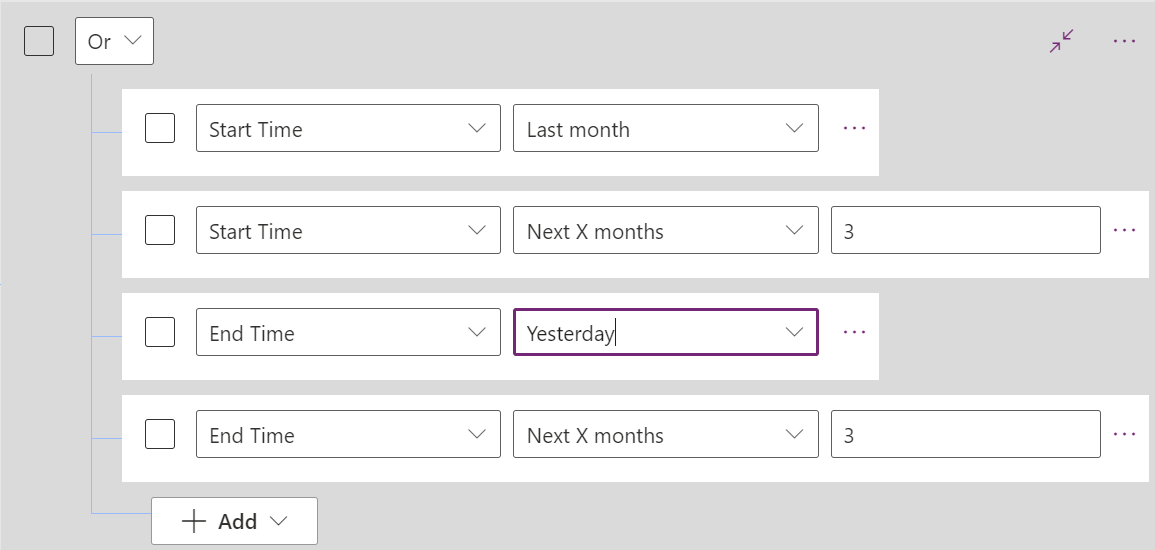 Or
Start Time Last month
Start Time Next X months 3
End Time Yesterday
End Time Next X months 3
Add